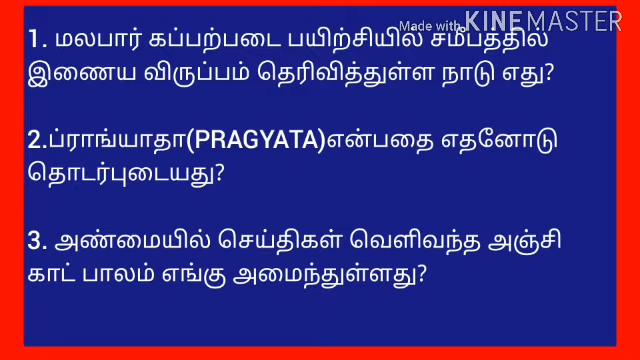 Made with KINEMASTER
1. மலபார் கப்பற்படை பயிற்சியில் சமீபத்தில்
இணைய விருப்பம் தெரிவித்துள்ள நாடு எது?
2.ப்ராங்யாதா(PRAGYATA)என்பதை எதனோடு
தொடர்புடையது?
3. அண்மையில் செய்திகள் வெளிவந்த அஞ்சி
காட் பாலம் எங்கு அமைந்துள்ளது?